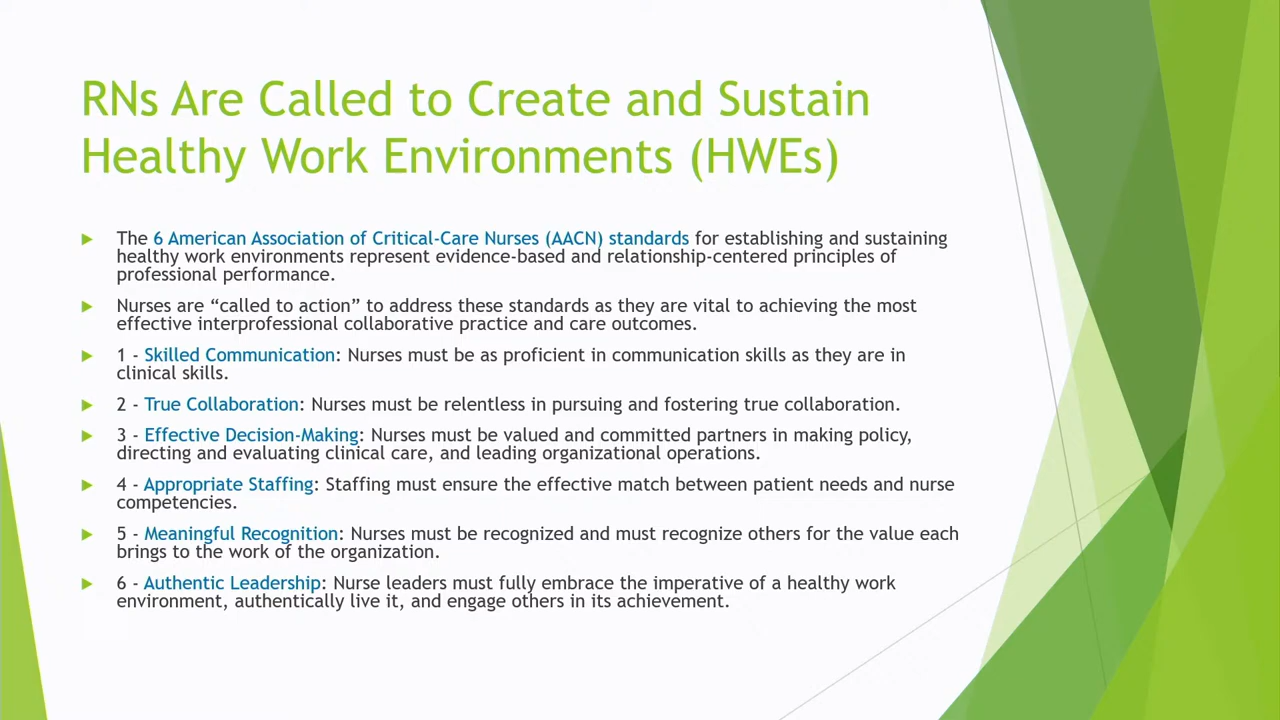 RNs Are Called to Create and Sustain
Healthy Work Environments (HWEs)
The 6 American Association of Critical-Care Nurses (AACN) standards for establishing and sustaining
healthy work environments represent evidence-based and relationship-centered principles of
professional performance.
Nurses are “called to action” to address these standards as they are vital to achieving the most
effective interprofessional collaborative practice and care outcomes.
1 - Skilled Communication: Nurses must be as proficient in communication skills as they are in
clinical skills.
2 - True Collaboration: Nurses must be relentless in pursuing and fostering true collaboration.
3 - Effective Decision-Making: Nurses must be valued and committed partners in making policy,
directing and evaluating clinical care, and leading organizational operations.
4 - Appropriate Staffing: Staffing must ensure the effective match between patient needs and nurse
competencies.
5 - Meaningful Recognition: Nurses must be recognized and must recognize others for the value each
brings to the work of the organization.
6 - Authentic Leadership: Nurse leaders must fully embrace the imperative of a healthy work
environment, authentically live it, and engage others in its achievement.